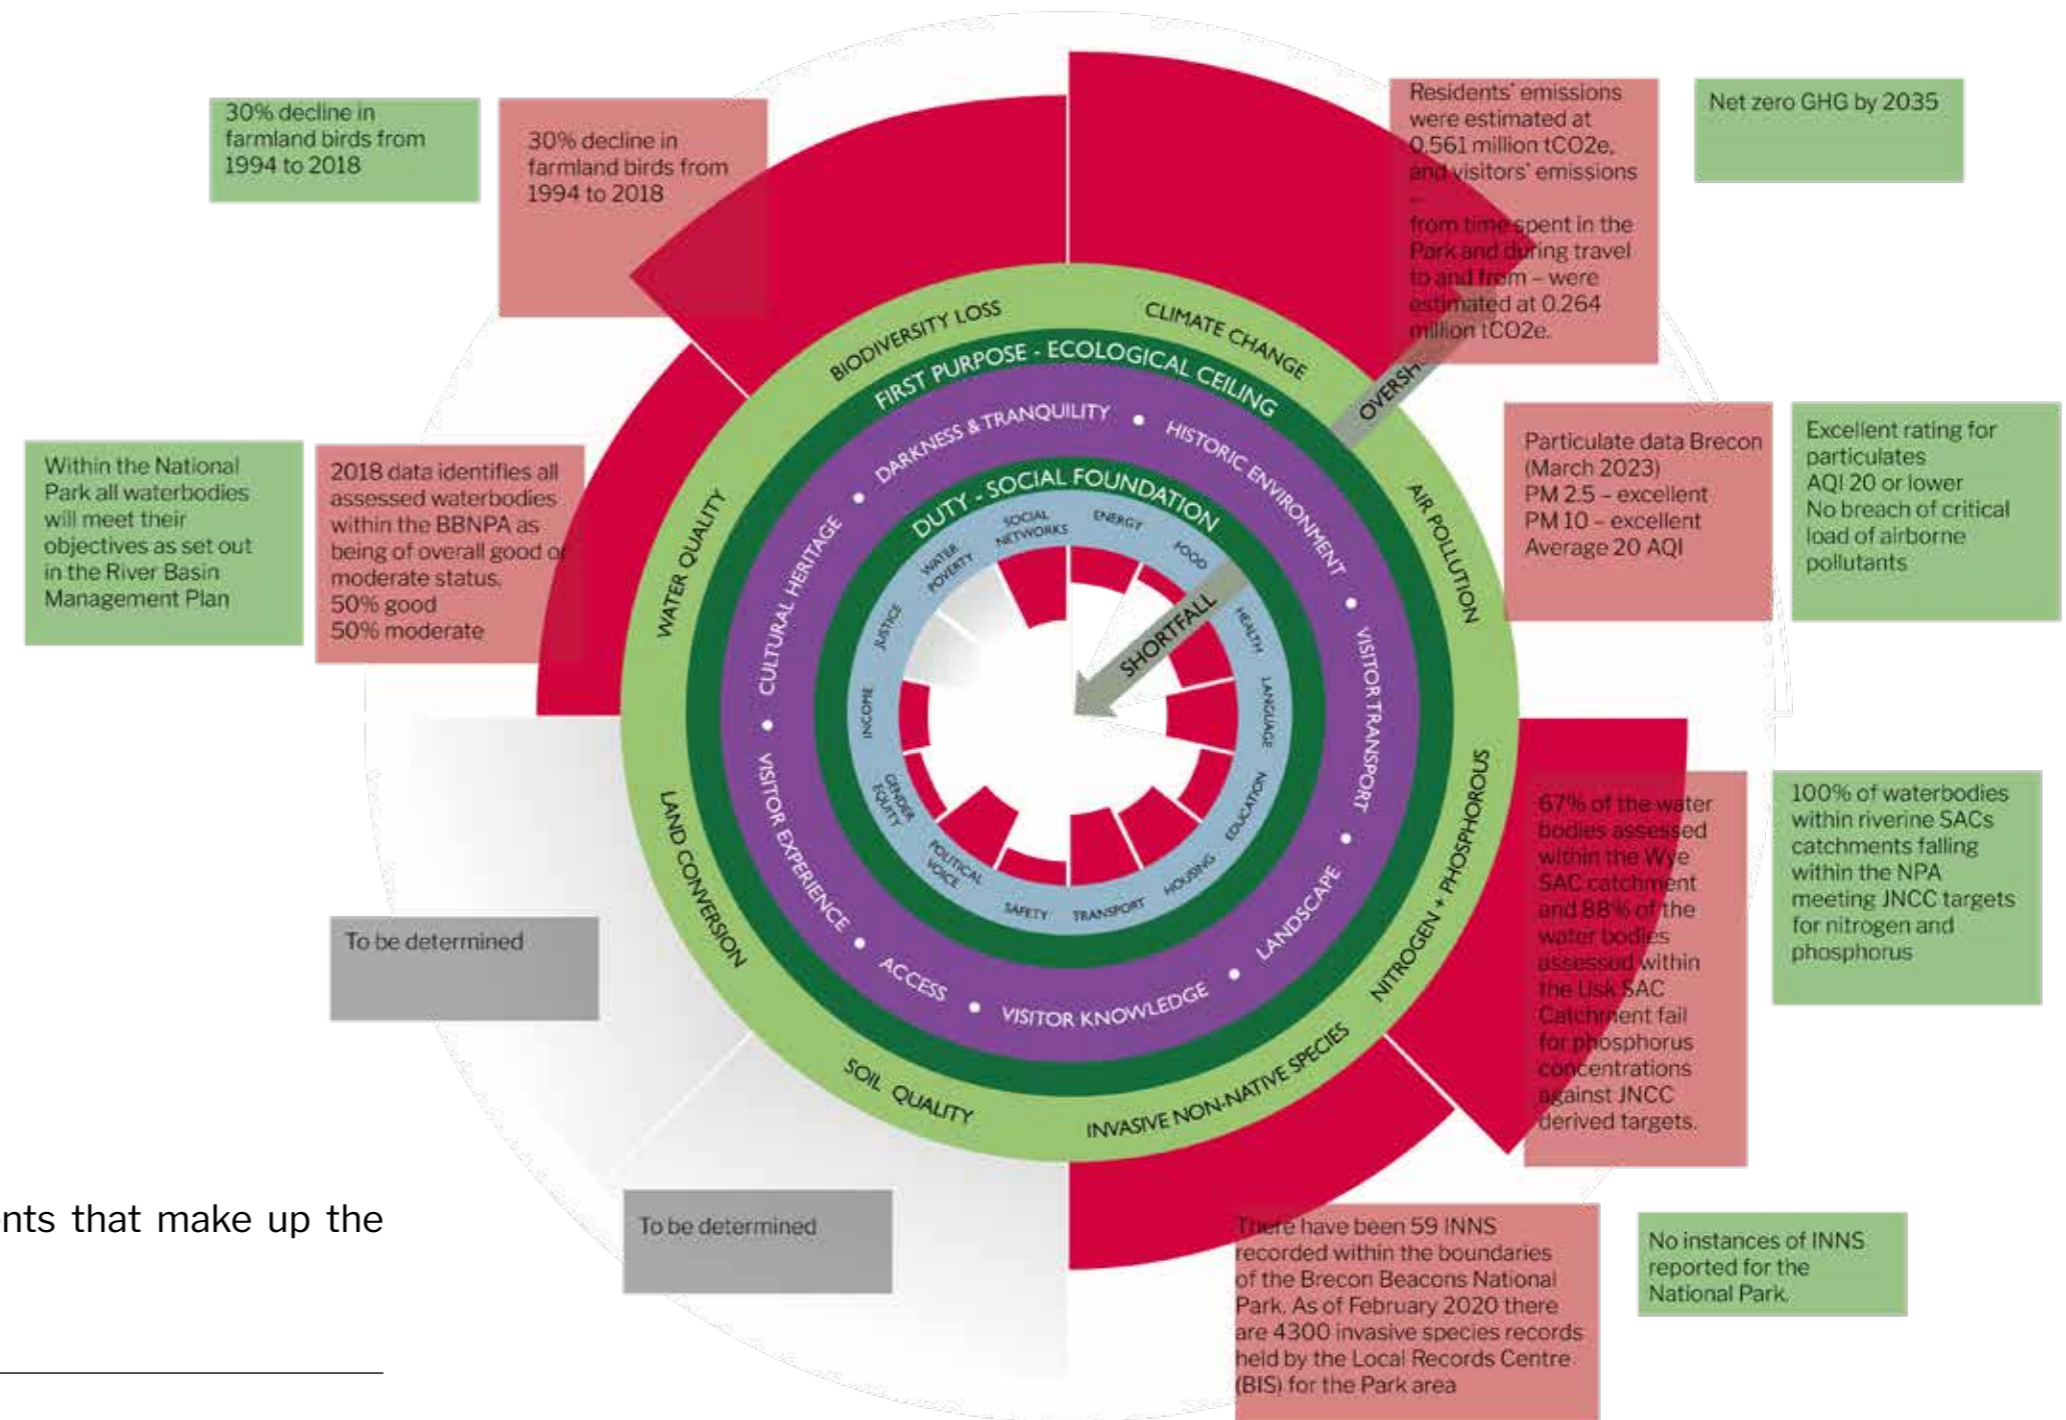 30% decline in
farmland birds from
1994 to 2018
30% decline in
farmland birds from
1994 to 2018
Residents' emissions
were estimated at
0.561 million tCO2e,
and visitors' emissions
–
from time spent in the
Park and during travel
to and from – were
estimated at 0.264
million tCO2e.
Net zero GHG by 2035
Within the National
Park all waterbodies
will meet their
objectives as set out
in the River Basin
Management Plan
2018 data identifies all
assessed waterbodies
within the BBNPA as
being of overall good or
moderate status.
50% good
50% moderate
Particulate data Brecon
(March 2023)
PM 2.5 – excellent
PM 10 – excellent
Average 20 AQI
Excellent rating for
particulates
AQI 20 or lower
No breach of critical
load of airborne
pollutants
67% of the water
bodies assessed
within the Wye
SAC catchment
and 88% of the
water bodies
assessed within
the Usk SAC
Catchment fail
for phosphorus
concentrations
against JNCC
derived targets.
100% of waterbodies
within riverine SACs
catchments falling
within the NPA
meeting JNCC targets
for nitrogen and
phosphorus
To be determined
To be determined
There have been 59 INNS
recorded within the boundaries
of the Brecon Beacons National
Park. As of February 2020 there
are 4300 invasive species records
held by the Local Records Centre
(BIS) for the Park area
No instances of INNS
reported for the
National Park.
BIODIVERSITY LOSS
CLIMATE CHANGE
AIR POLLUTION
NITROGEN + PHOSPHOROUS
INVASIVE NON-NATIVE SPECIES
SOIL QUALITY
LAND CONVERSION
WATER QUALITY
OVERSH
FIRST PURPOSE - ECOLOGICAL CEILING
DARKNESS & TRANQUILITY
HISTORIC ENVIRONMENT
VISITOR TRANSPORT
LANDSCAPE
VISITOR KNOWLEDGE
ACCESS
VISITOR EXPERIENCE
CULTURAL HERITAGE
DUTY - SOCIAL FOUNDATION
ENERGY
FOOD
HEALTH
LANGUAGE
EDUCATION
HOUSING
TRANSPORT
SAFETY
POLITICAL
VOICE
GENDER
EQUITY
INCOME
JUSTICE
WATER
POVERTY
SOCIAL
NETWORKS
SHORTFALL
nts that make up the